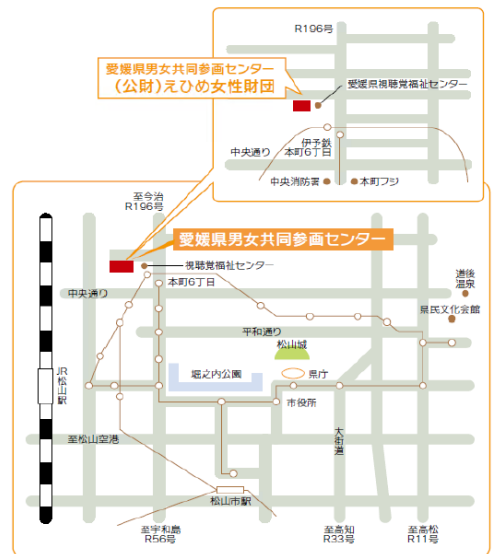 R196号
愛媛県男女共同参画センター
(公財)えひめ女性財団
愛媛県視聴覚福祉センター
伊予鉄
本町6丁目
中央通り
中央消防署
本町フジ
至今治
R196号
愛媛県男女共同参画センター
視聴覚福祉センター
本町6丁目
中央通り
道後
温泉
県民文化会館
平和通り
松山城
堀之内公園
県庁
JR松山駅
市役所
大街道
至松山空港
松山市駅
至宇和島
R56号
至高知
R33号
至高松
R11号